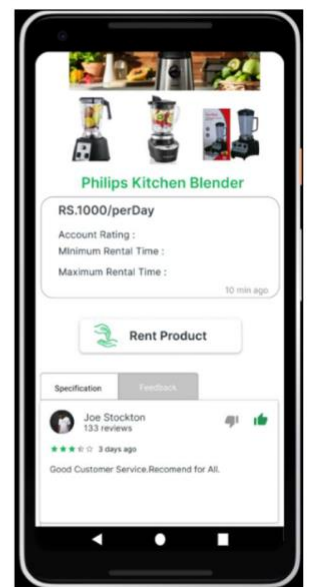 Philips Kitchen Blender
RS.1000/perDay
Account Rating :
Minimum Rental Time :
Maximum Rental Time :
10 min ago
Rent Product
Specification
Feedback
Joe Stockton
133 reviews
3 days ago
Good Customer Service.Recomend for All.